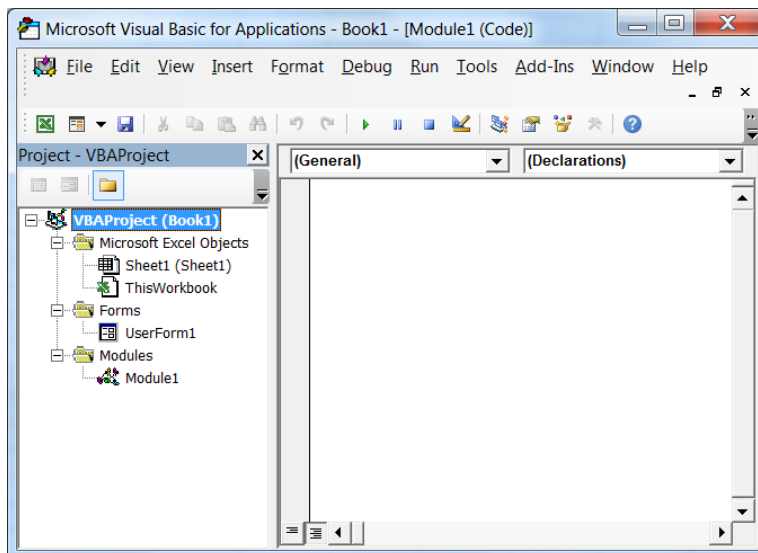 Microsoft Visual Basic for Applications - Book1 - [Module1 (Code)]
File Edit View Insert Format Debug Run Tools Add-Ins Window Help
Project - VBAProject
(General) (Declarations)
VBAProject (Book1)
Microsoft Excel Objects
Sheet1 (Sheet1)
ThisWorkbook
Forms
UserForm1
Modules
Module1